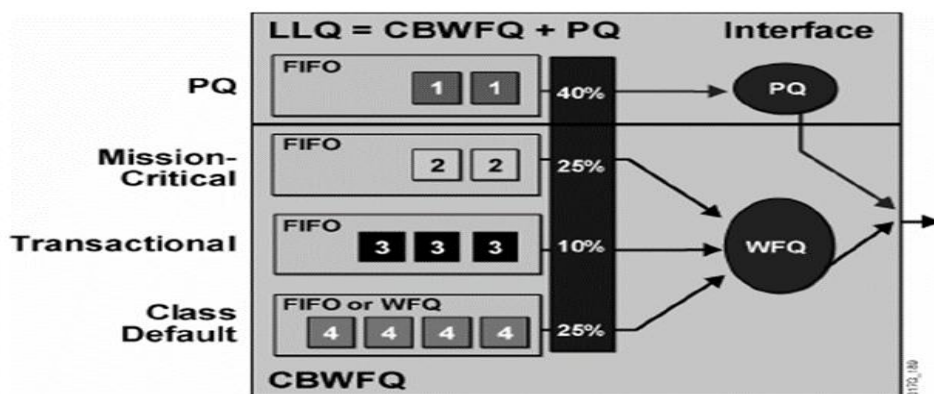 LLQ = CBWFQ + PQ
Interface
PQ
FIFO
1 1
40%
PQ
Mission-
Critical
FIFO
2 2
25%
Transactional
FIFO
3 3 3
10%
WFQ
Class
Default
FIFO or WFQ
4 4 4 4
25%
CBWFQ